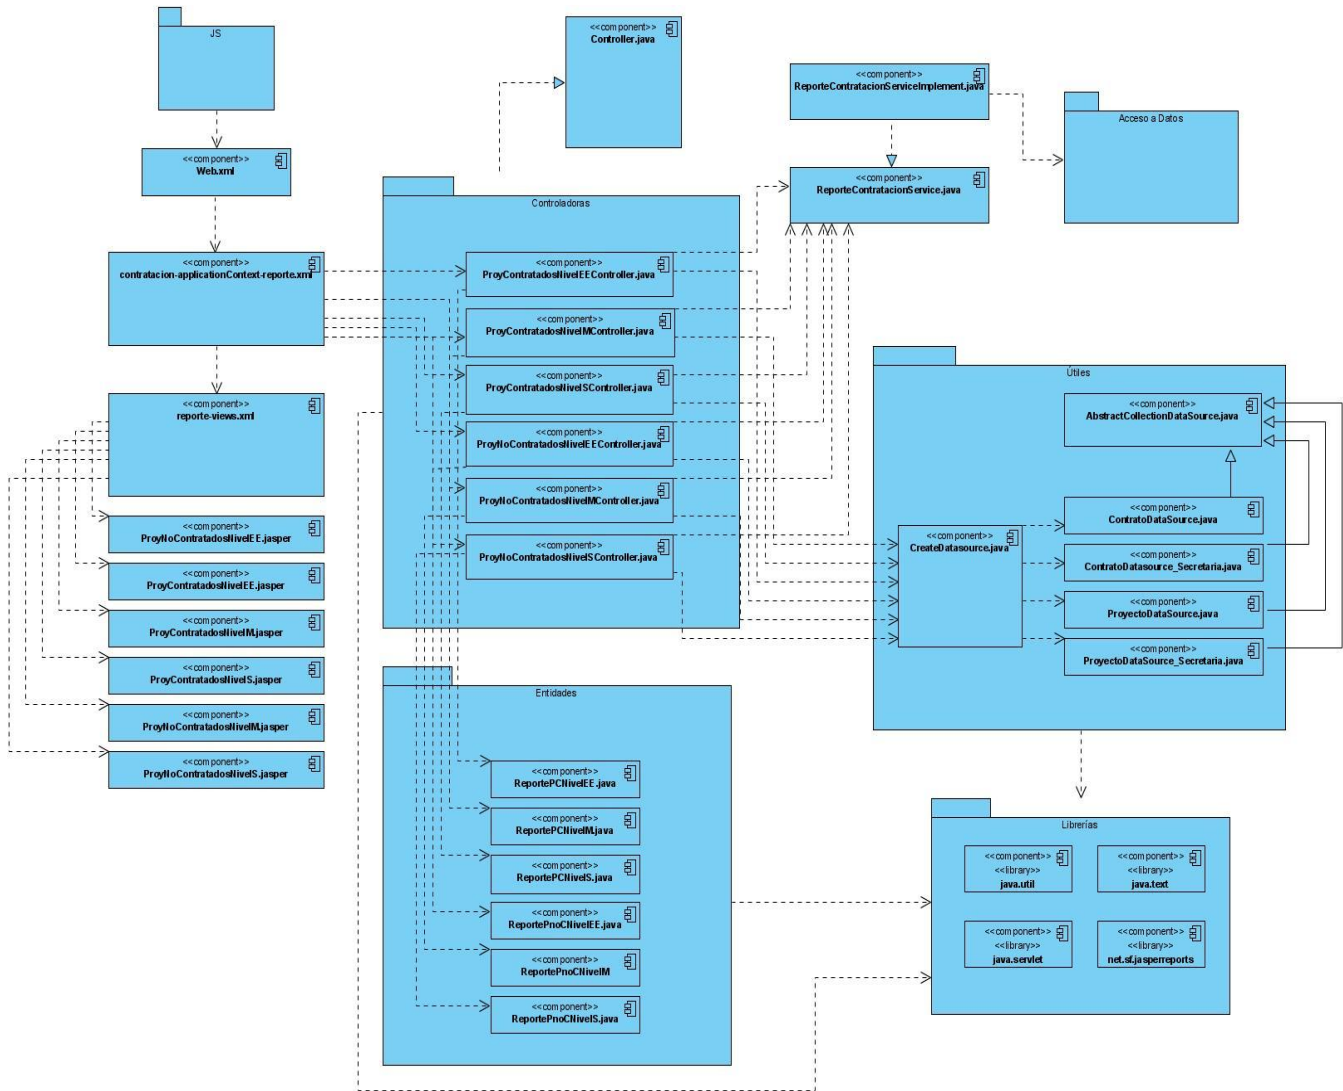 JS
<<component>>
Web.xml
<<component>>
contratacion-applicationContext-reporte.xml
<<component>>
reporte-views.xml
<<component>>
ProyNoContratadosNivelEE.jasper
<<component>>
ProyContratadosNivelEE.jasper
<<component>>
ProyContratadosNivelM.jasper
<<component>>
ProyContratadosNivelS.jasper
<<component>>
ProyNoContratadosNivelM.jasper
<<component>>
ProyNoContratadosNivelS.jasper
<<component>>
Controller.java
Controladoras
<<component>>
ProyContratadosNivelEEController.java
<<component>>
ProyContratadosNivelMController.java
<<component>>
ProyContratadosNivelSController.java
<<component>>
ProyNoContratadosNivelEEController.java
<<component>>
ProyNoContratadosNivelMController.java
<<component>>
ProyNoContratadosNivelSController.java
Entidades
<<component>>
ReportePCNivelEE.java
<<component>>
ReportePCNivelM.java
<<component>>
ReportePCNivelS.java
<<component>>
ReportePnoCNivelEE.java
<<component>>
ReportePnoCNivelM
<<component>>
ReportePnoCNivelS.java
<<component>>
ReporteContratacionServiceImplement.java
<<component>>
ReporteContratacionService.java
Acceso a Datos
Útiles
<<component>>
AbstractCollectionDataSource.java
<<component>>
CreateDatasource.java
<<component>>
ContratoDataSource.java
<<component>>
ContratoDatasource_Secretaria.java
<<component>>
ProyectoDataSource.java
<<component>>
ProyectoDataSource_Secretaria.java
Librerías
<<component>>
<<library>>
java.util
<<component>>
<<library>>
java.text
<<component>>
<<library>>
java.servlet
<<component>>
<<library>>
net.sf.jasperreports